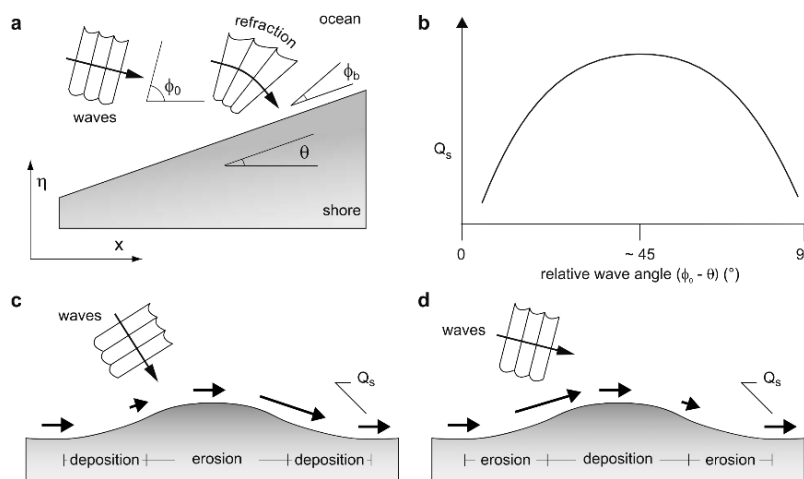 a
refraction
ocean
waves
ϕ₀
ϕb
θ
η
x
shore
b
Qₛ
0
~ 45
9
relative wave angle (ϕ₀ - θ) (°)
c
waves
Qₛ
deposition
erosion
deposition
d
waves
Qₛ
erosion
deposition
erosion